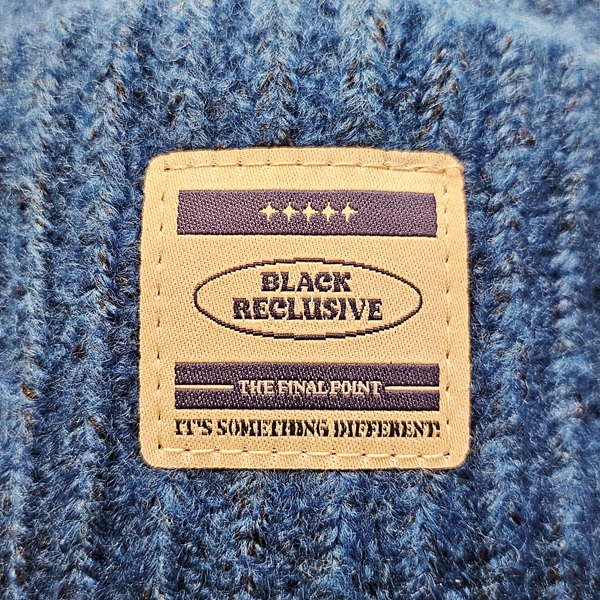 BLACK
RECLUSIVE
THE FINAL POINT
IT'S SOMETHING DIFFERENT!